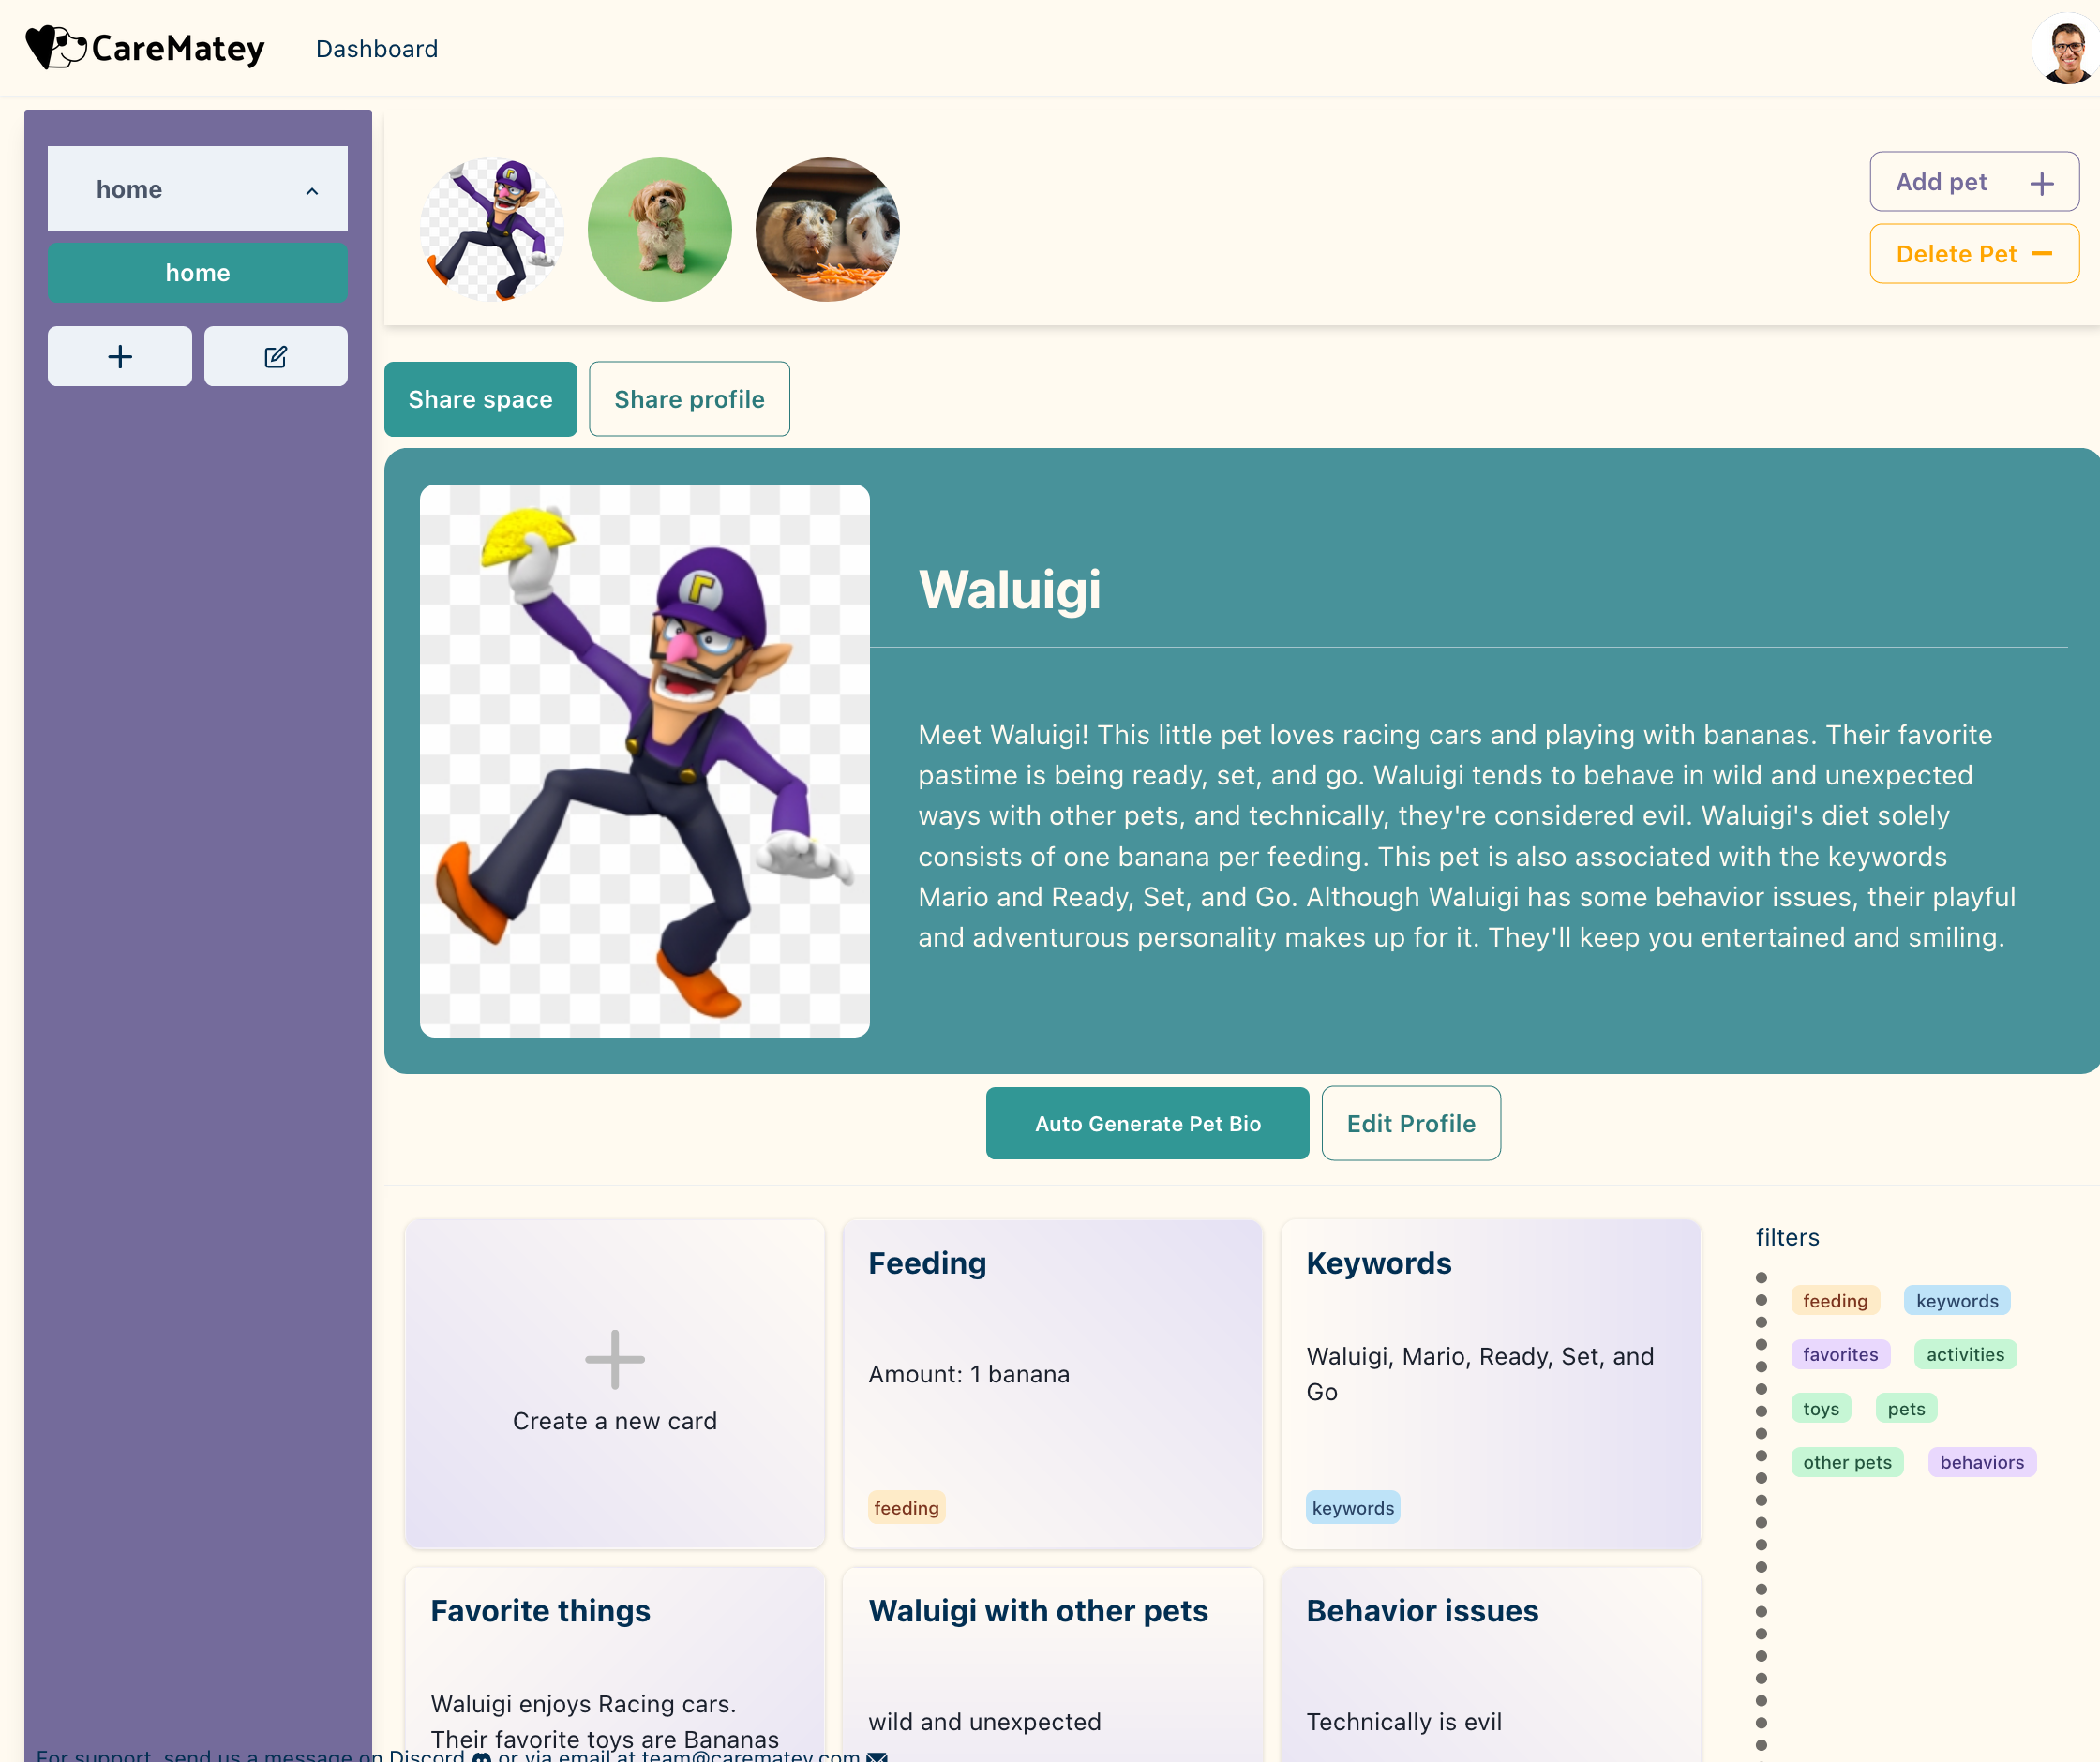 CareMatey
Dashboard
home
home
Add pet
Delete Pet
Share space
Share profile
Waluigi
Meet Waluigi! This little pet loves racing cars and playing with bananas. Their favorite
pastime is being ready, set, and go. Waluigi tends to behave in wild and unexpected
ways with other pets, and technically, they're considered evil. Waluigi's diet solely
consists of one banana per feeding. This pet is also associated with the keywords
Mario and Ready, Set, and Go. Although Waluigi has some behavior issues, their playful
and adventurous personality makes up for it. They'll keep you entertained and smiling.
Auto Generate Pet Bio
Edit Profile
Create a new card
Feeding
Amount: 1 banana
feeding
Keywords
Waluigi, Mario, Ready, Set, and
Go
keywords
filters
feeding keywords
favorites activities
toys pets
other pets behaviors
Favorite things
Waluigi enjoys Racing cars.
Their favorite toys are Bananas
Waluigi with other pets
wild and unexpected
Behavior issues
Technically is evil
For support, send us a message on Discord or via email at team@carematey.com